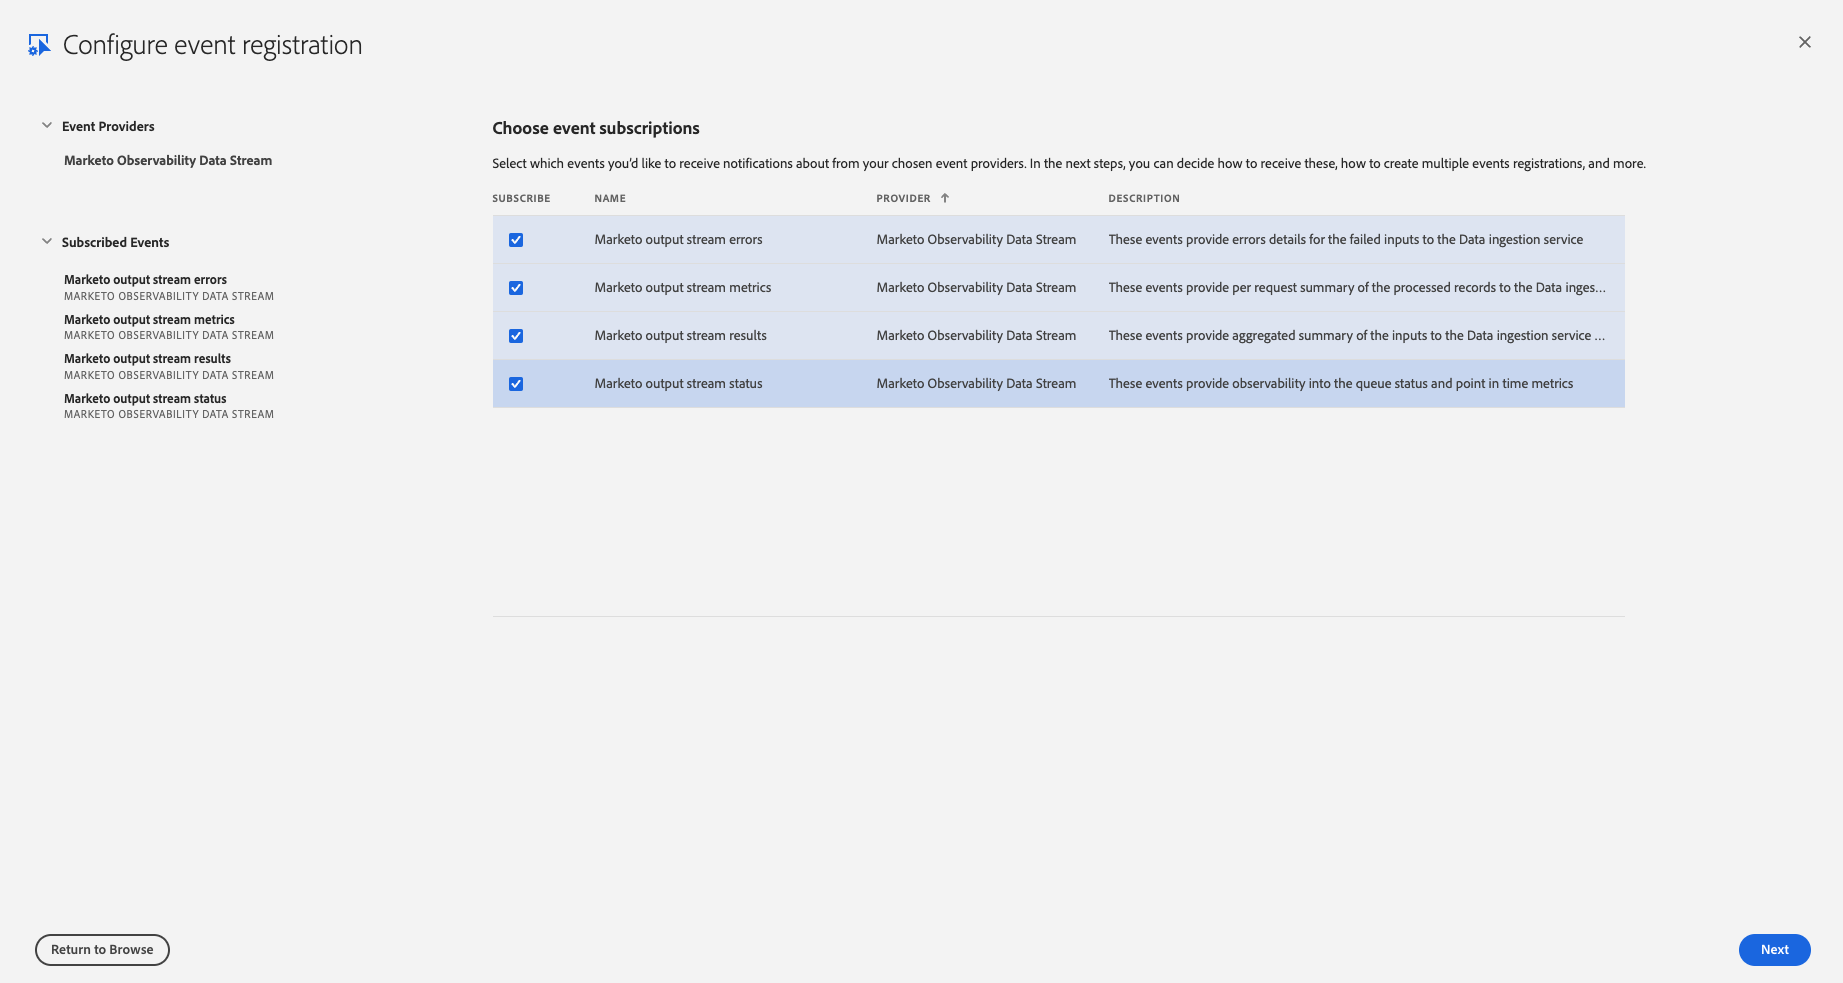 Configure event registration
Event Providers
Marketo Observability Data Stream
Subscribed Events
Marketo output stream errors
MARKETO OBSERVABILITY DATA STREAM
Marketo output stream metrics
MARKETO OBSERVABILITY DATA STREAM
Marketo output stream results
MARKETO OBSERVABILITY DATA STREAM
Marketo output stream status
MARKETO OBSERVABILITY DATA STREAM
Choose event subscriptions
Select which events you'd like to receive notifications about from your chosen event providers. In the next steps, you can decide how to receive these, how to create multiple events registrations, and more.
SUBSCRIBE NAME PROVIDER DESCRIPTION
Marketo output stream errors Marketo Observability Data Stream These events provide errors details for the failed inputs to the Data ingestion service
Marketo output stream metrics Marketo Observability Data Stream These events provide per request summary of the processed records to the Data inges...
Marketo output stream results Marketo Observability Data Stream These events provide aggregated summary of the inputs to the Data ingestion service ...
Marketo output stream status Marketo Observability Data Stream These events provide observability into the queue status and point in time metrics
Return to Browse
Next